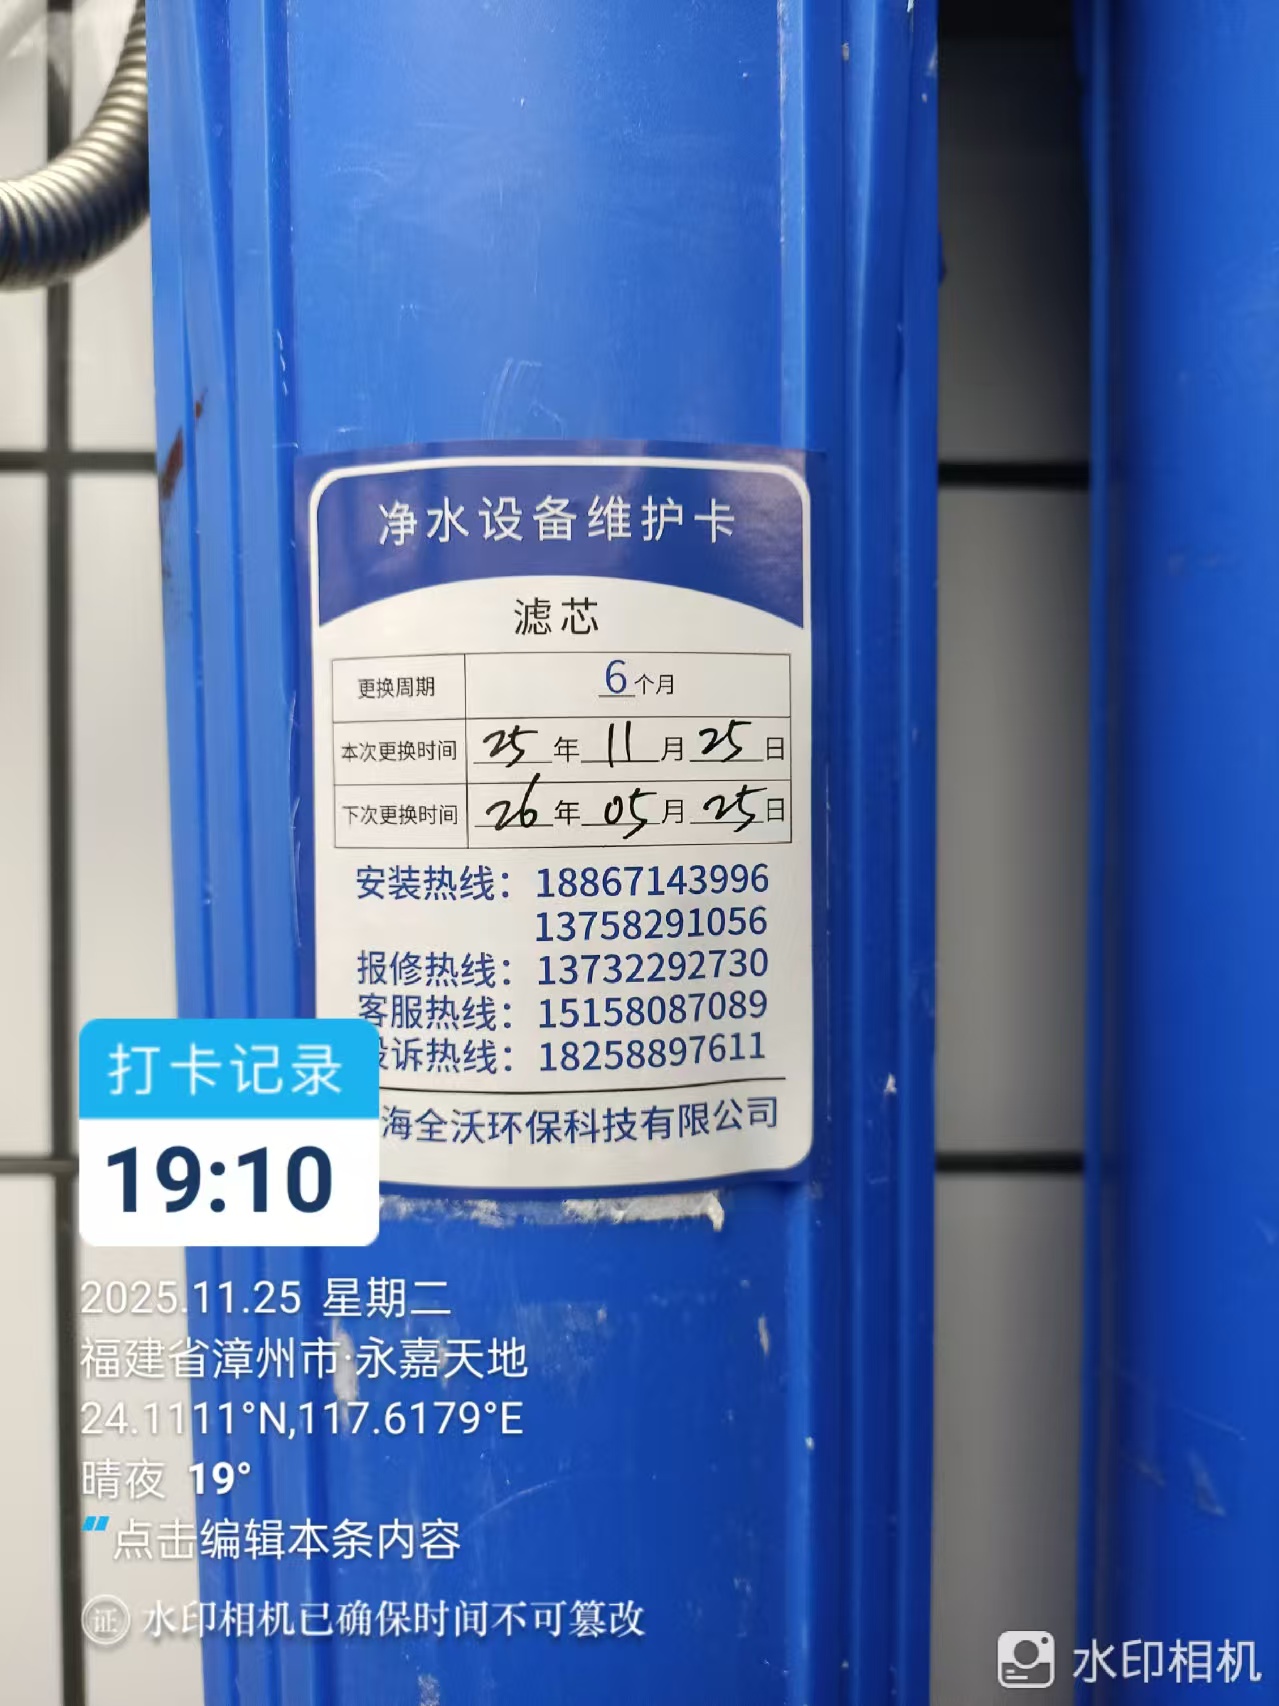 净水设备维护卡
滤芯
更换周期 6个月
本次更换时间 25年11月25日
下次更换时间 26年05月25日
安装热线：18867143996
13758291056
报修热线：13732292730
客服热线：15158087089
诉热线：18258897611
海全沃环保科技有限公司
打卡记录
19:10
2025.11.25 星期二
福建省漳州市·永嘉天地
24.1111°N,117.6179°E
晴夜 19°
点击编辑本条内容
证 水印相机已确保时间不可篡改
水印相机